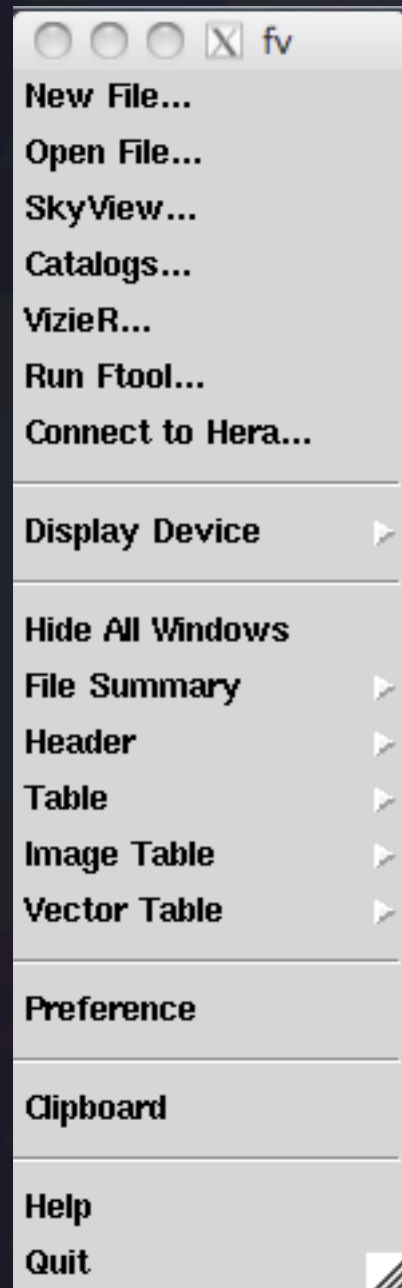 fv
New File...
Open File...
SkyView...
Catalogs...
VizieR...
Run Ftool...
Connect to Hera...
Display Device
Hide All Windows
File Summary
Header
Table
Image Table
Vector Table
Preference
Clipboard
Help
Quit